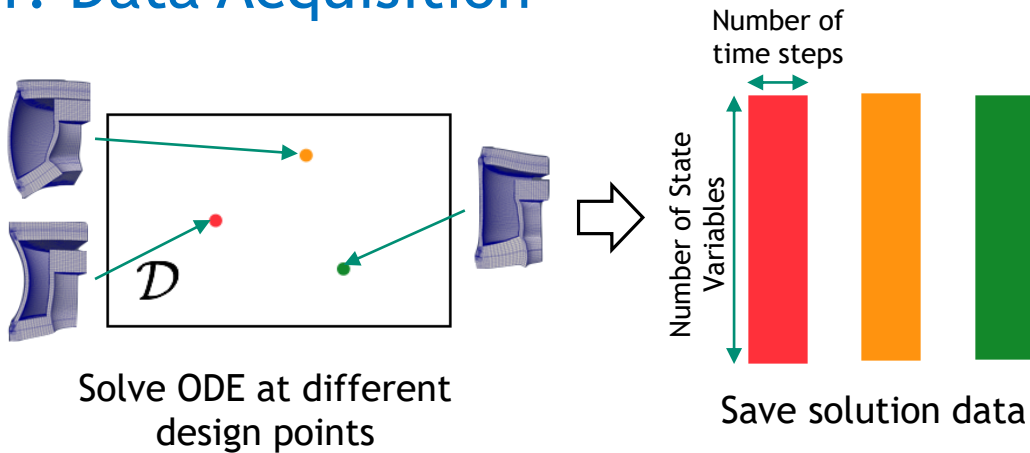 1. Data Acquisition
Number of
time steps
Number of State
Variables
𝒟
Solve ODE at different
design points
Save solution data